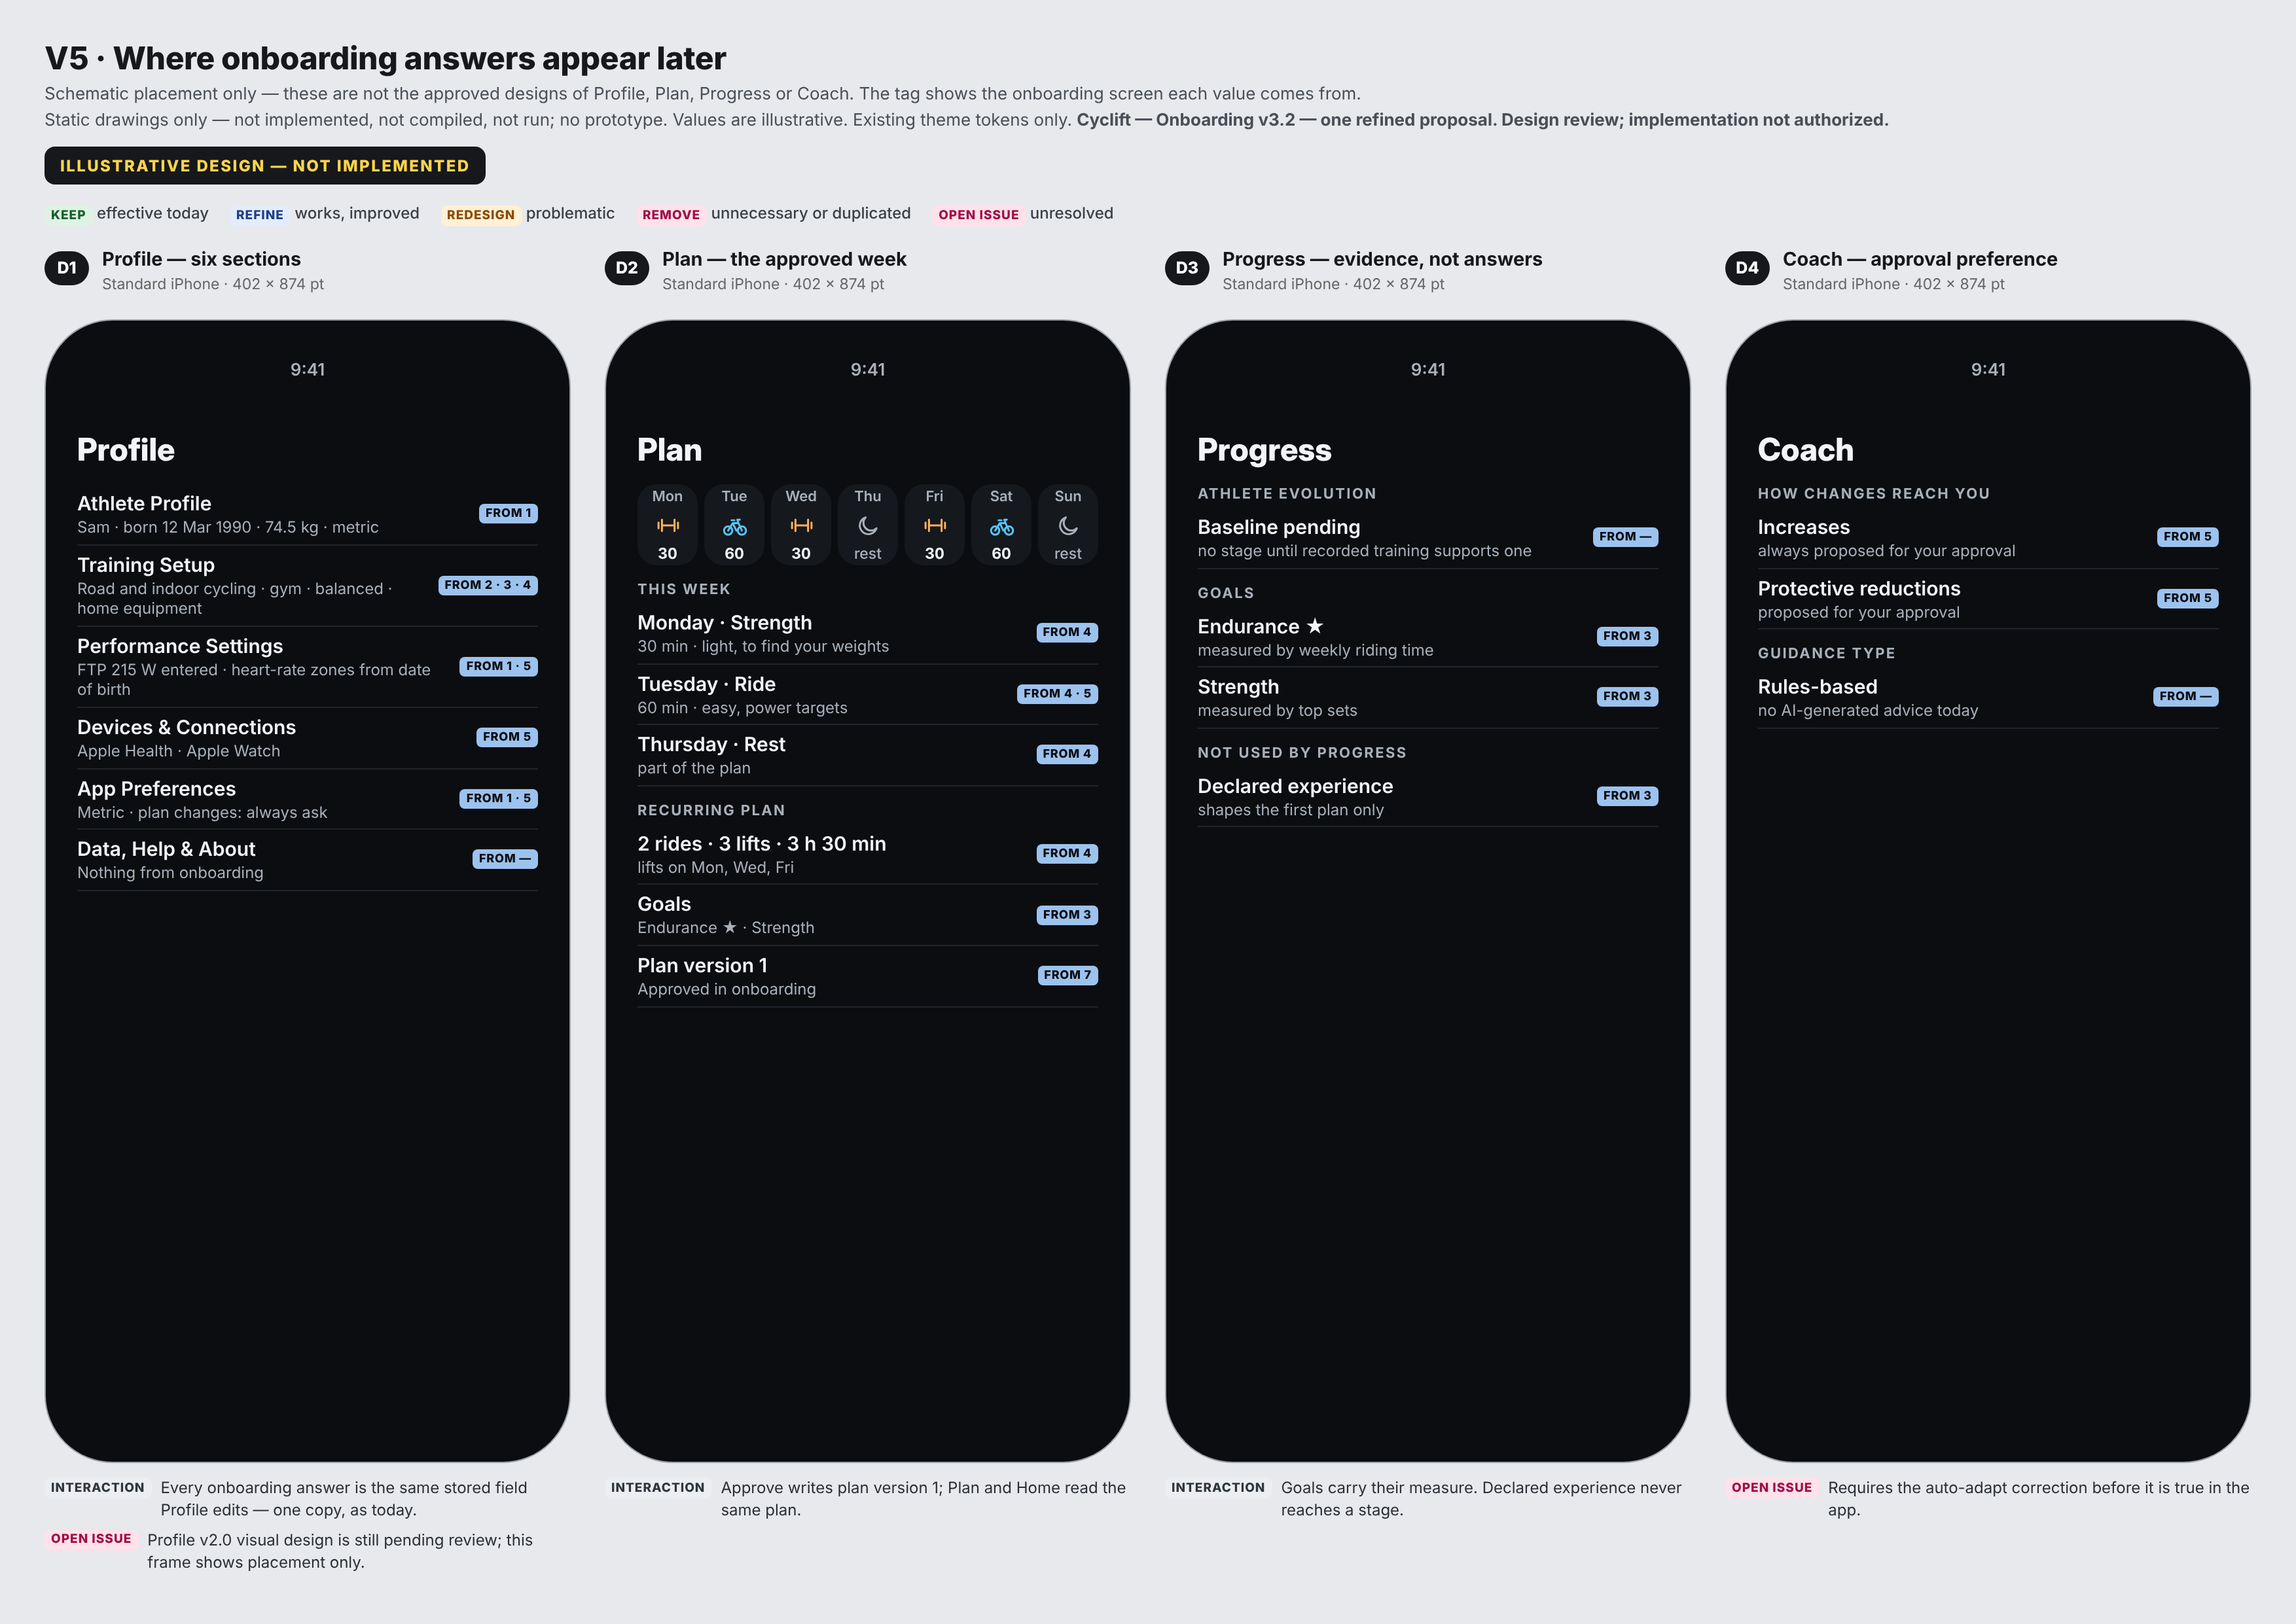 V5 · Where onboarding answers appear later
Schematic placement only — these are not the approved designs of Profile, Plan, Progress or Coach. The tag shows the onboarding screen each value comes from.
Static drawings only — not implemented, not compiled, not run; no prototype. Values are illustrative. Existing theme tokens only. Cyclift — Onboarding v3.2 — one refined proposal. Design review; implementation not authorized.
ILLUSTRATIVE DESIGN — NOT IMPLEMENTED
KEEP effective today REFINE works, improved REDESIGN problematic REMOVE unnecessary or duplicated OPEN ISSUE unresolved
D1 Profile — six sections
Standard iPhone · 402 × 874 pt
9:41
Profile
Athlete Profile
Sam · born 12 Mar 1990 · 74.5 kg · metric
FROM 1
Training Setup
Road and indoor cycling · gym · balanced ·
home equipment
FROM 2 · 3 · 4
Performance Settings
FTP 215 W entered · heart-rate zones from date
of birth
FROM 1 · 5
Devices & Connections
Apple Health · Apple Watch
FROM 5
App Preferences
Metric · plan changes: always ask
FROM 1 · 5
Data, Help & About
Nothing from onboarding
FROM —
INTERACTION Every onboarding answer is the same stored field
Profile edits — one copy, as today.
OPEN ISSUE Profile v2.0 visual design is still pending review; this
frame shows placement only.
D2 Plan — the approved week
Standard iPhone · 402 × 874 pt
9:41
Plan
Mon Tue Wed Thu Fri Sat Sun
30 60 30 rest 30 60 rest
THIS WEEK
Monday · Strength
30 min · light, to find your weights
FROM 4
Tuesday · Ride
60 min · easy, power targets
FROM 4 · 5
Thursday · Rest
part of the plan
FROM 4
RECURRING PLAN
2 rides · 3 lifts · 3 h 30 min
lifts on Mon, Wed, Fri
FROM 4
Goals
Endurance ★ · Strength
FROM 3
Plan version 1
Approved in onboarding
FROM 7
INTERACTION Approve writes plan version 1; Plan and Home read the
same plan.
D3 Progress — evidence, not answers
Standard iPhone · 402 × 874 pt
9:41
Progress
ATHLETE EVOLUTION
Baseline pending
no stage until recorded training supports one
FROM —
GOALS
Endurance ★
measured by weekly riding time
FROM 3
Strength
measured by top sets
FROM 3
NOT USED BY PROGRESS
Declared experience
shapes the first plan only
FROM 3
INTERACTION Goals carry their measure. Declared experience never
reaches a stage.
D4 Coach — approval preference
Standard iPhone · 402 × 874 pt
9:41
Coach
HOW CHANGES REACH YOU
Increases
always proposed for your approval
FROM 5
Protective reductions
proposed for your approval
FROM 5
GUIDANCE TYPE
Rules-based
no AI-generated advice today
FROM —
OPEN ISSUE Requires the auto-adapt correction before it is true in the
app.